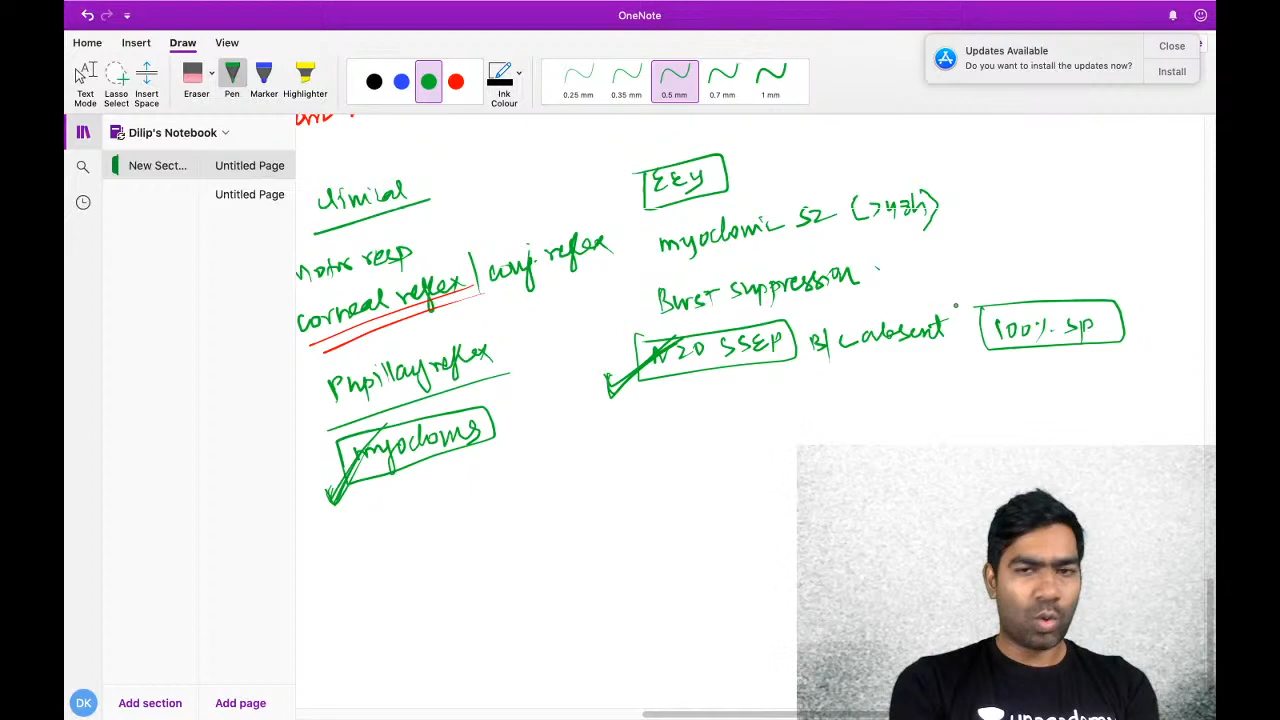 OneNote
Home Insert Draw View
Updates Available
Do you want to install the updates now?
Close
Install
Text Mode
Lasso Select
Insert Space
Eraser
Pen
Marker
Highlighter
Ink Colour
0.25 mm
0.35 mm
0.5 mm
0.7 mm
1 mm
Dilip's Notebook
New Sect...
Untitled Page
Untitled Page
clinical
motor resp
corneal reflex | conj. reflex
Pupillary reflex
myoclonus
EEG
myoclonic SZ
Burst suppression
N20 SSEP B/L absent 100% SP
DK
Add section
Add page